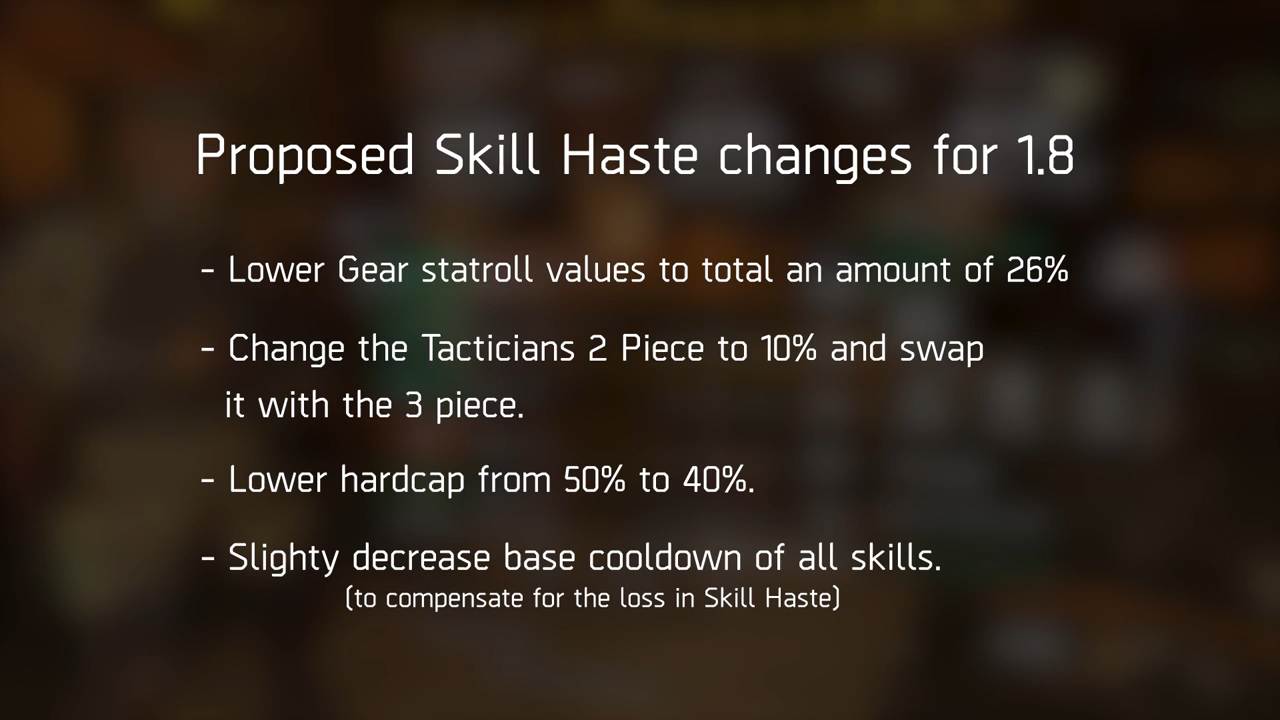 Proposed Skill Haste changes for 1.8
- Lower Gear statroll values to total an amount of 26%
- Change the Tacticians 2 Piece to 10% and swap
it with the 3 piece.
- Lower hardcap from 50% to 40%.
- Slighty decrease base cooldown of all skills.
(to compensate for the loss in Skill Haste)